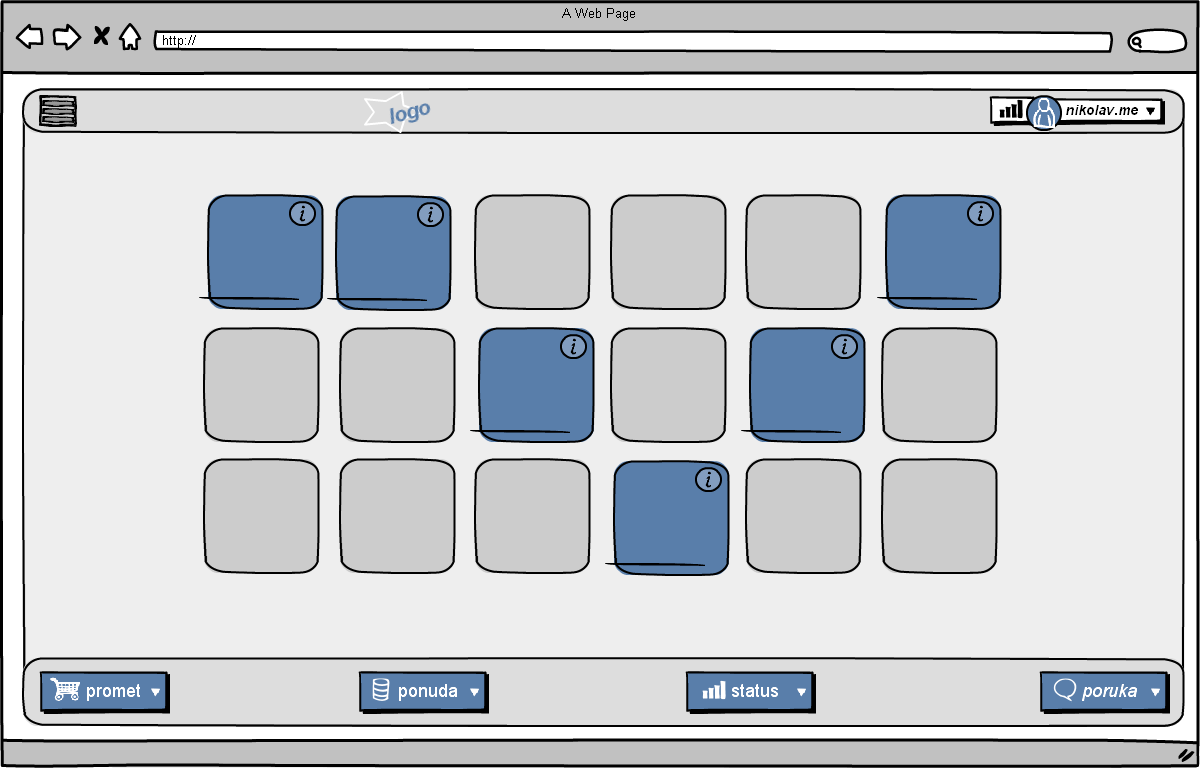 A Web Page
http://
logo
nikolav.me
i
i
i
i
i
i
promet
ponuda
status
poruka